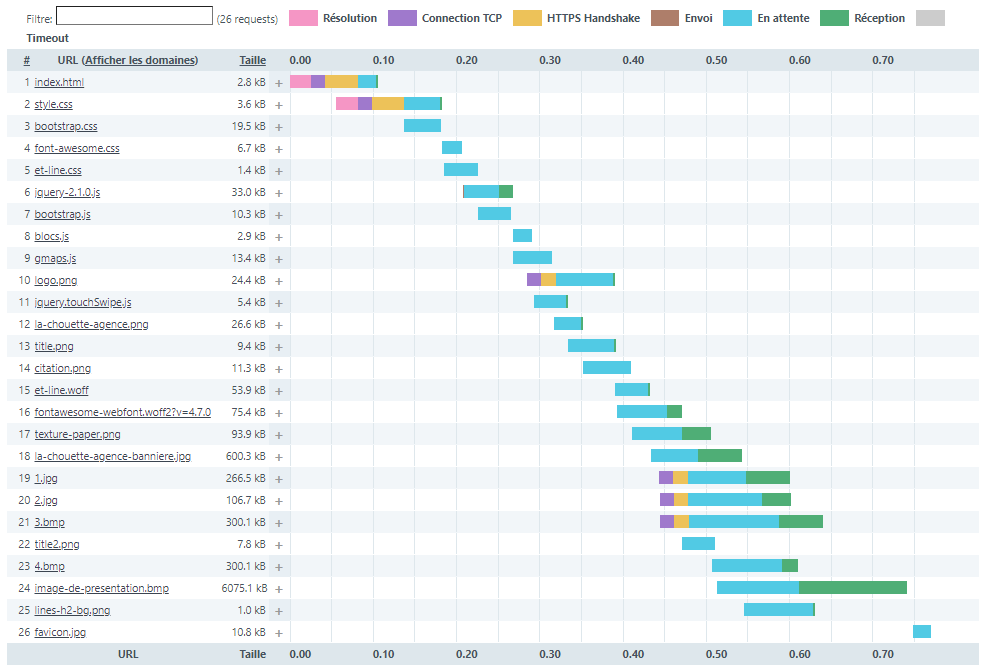 Filtre: (26 requests) Résolution Connection TCP HTTPS Handshake Envoi En attente Réception
Timeout
# URL (Afficher les domaines) Taille 0.00 0.10 0.20 0.30 0.40 0.50 0.60 0.70
1 index.html 2.8 kB +
2 style.css 3.6 kB +
3 bootstrap.css 19.5 kB +
4 font-awesome.css 6.7 kB +
5 et-line.css 1.4 kB +
6 jquery-2.1.0.js 33.0 kB +
7 bootstrap.js 10.3 kB +
8 blocs.js 2.9 kB +
9 gmaps.js 13.4 kB +
10 logo.png 24.4 kB +
11 jquery.touchSwipe.js 5.4 kB +
12 la-chouette-agence.png 26.6 kB +
13 title.png 9.4 kB +
14 citation.png 11.3 kB +
15 et-line.woff 53.9 kB +
16 fontawesome-webfont.woff2?v=4.7.0 75.4 kB +
17 texture-paper.png 93.9 kB +
18 la-chouette-agence-banniere.jpg 600.3 kB +
19 1.jpg 266.5 kB +
20 2.jpg 106.7 kB +
21 3.bmp 300.1 kB +
22 title2.png 7.8 kB +
23 4.bmp 300.1 kB +
24 image-de-presentation.bmp 6075.1 kB +
25 lines-h2-bg.png 1.0 kB +
26 favicon.jpg 10.8 kB +
URL Taille 0.00 0.10 0.20 0.30 0.40 0.50 0.60 0.70